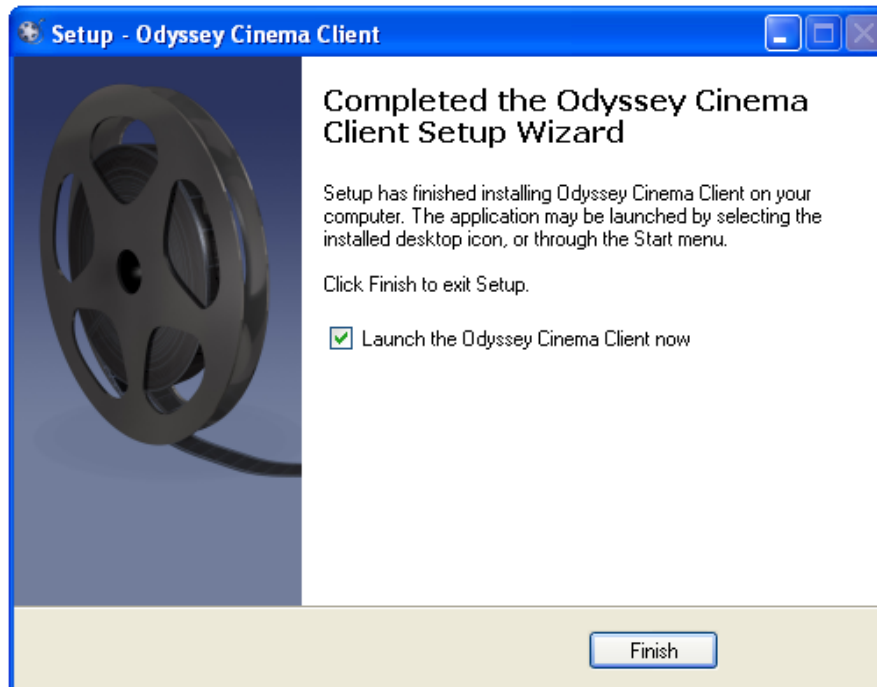 Setup - Odyssey Cinema Client
Completed the Odyssey Cinema
Client Setup Wizard
Setup has finished installing Odyssey Cinema Client on your
computer. The application may be launched by selecting the
installed desktop icon, or through the Start menu.
Click Finish to exit Setup.
Launch the Odyssey Cinema Client now
Finish